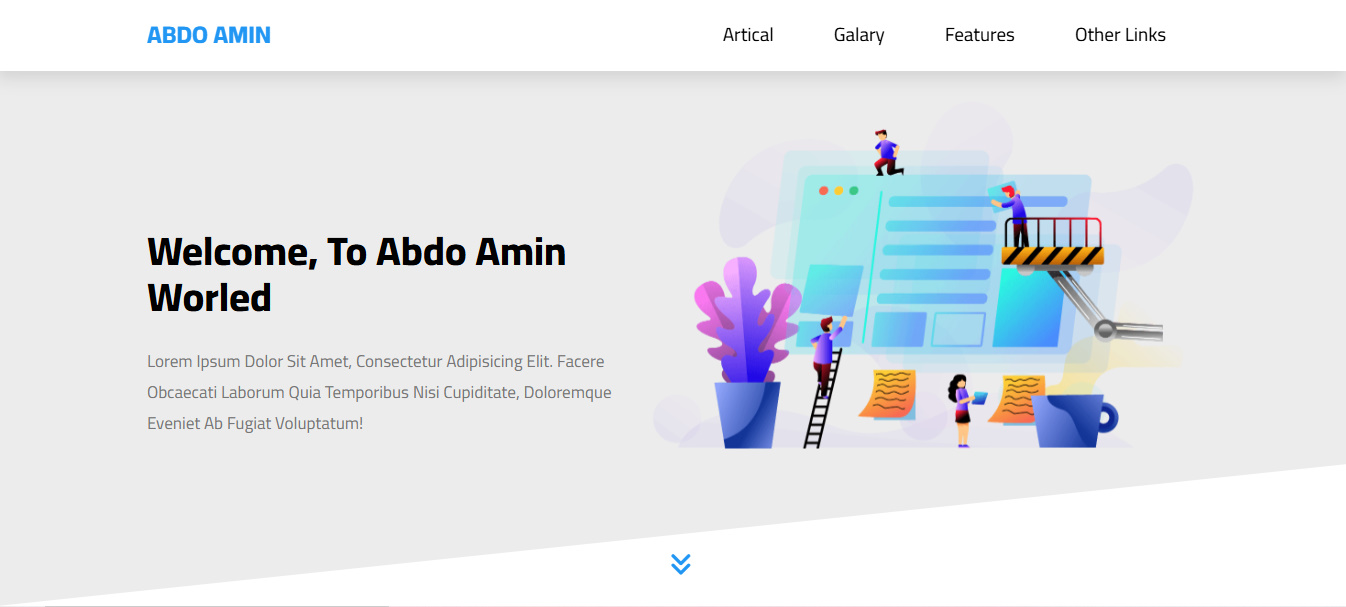 ABDO AMIN
Artical Galary Features Other Links
Welcome, To Abdo Amin
Worled
Lorem Ipsum Dolor Sit Amet, Consectetur Adipisicing Elit. Facere
Obcaecati Laborum Quia Temporibus Nisi Cupiditate, Doloremque
Eveniet Ab Fugiat Voluptatum!